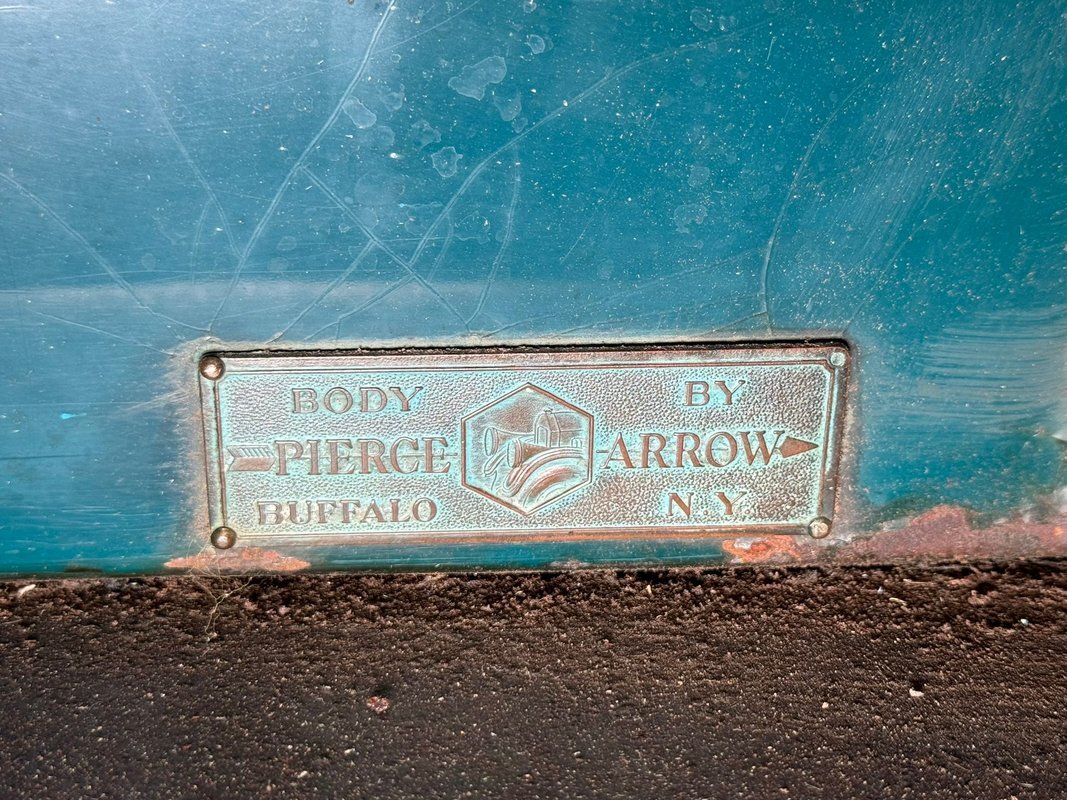 BODY BY
PIERCE ARROW
BUFFALO N.Y.